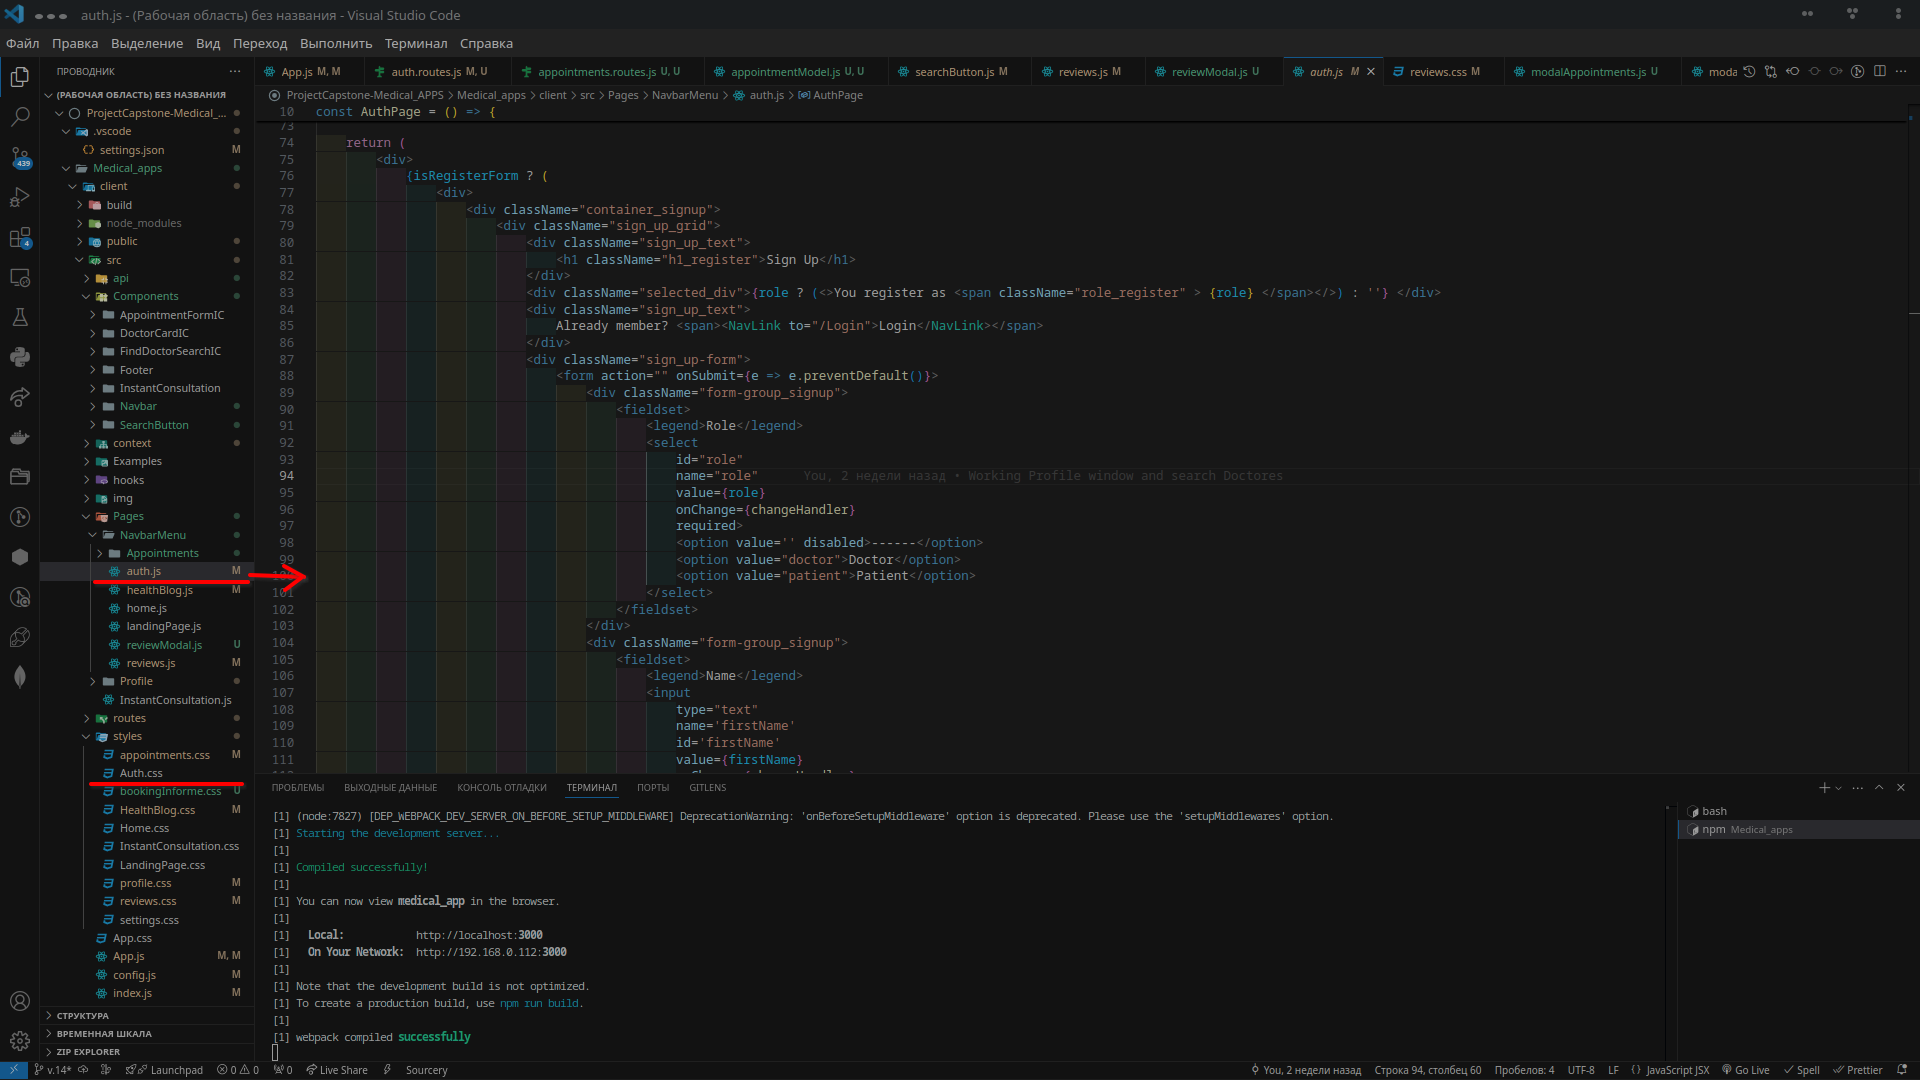 auth.js - (Рабочая область) без названия - Visual Studio Code
Файл Правка Выделение Вид Переход Выполнить Терминал Справка
ПРОВОДНИК
(РАБОЧАЯ ОБЛАСТЬ) БЕЗ НАЗВАНИЯ
ProjectCapstone-Medical_...
.vscode
settings.json M
Medical_apps
client
build
node_modules
public
src
api
Components
AppointmentFormIC
DoctorCardIC
FindDoctorSearchIC
Footer
InstantConsultation
Navbar
SearchButton
context
Examples
hooks
img
Pages
NavbarMenu
Appointments
auth.js M
healthBlog.js M
home.js
landingPage.js
reviewModal.js U
reviews.js M
Profile
InstantConsultation.js
routes
styles
appointments.css M
Auth.css
bookingInforme.css U
HealthBlog.css M
Home.css
InstantConsultation.css
LandingPage.css
profile.css M
reviews.css M
settings.css
App.css
App.js M, M
config.js M
index.js M
СТРУКТУРА
ВРЕМЕННАЯ ШКАЛА
ZIP EXPLORER
439
4
App.js M, M auth.routes.js M, U appointments.routes.js U, U appointmentModel.js U, U searchButton.js M reviews.js M reviewModal.js U auth.js M reviews.css M modalAppointments.js U moda
ProjectCapstone-Medical_APPS > Medical_apps > client > src > Pages > NavbarMenu > auth.js > AuthPage
10 const AuthPage = () => {
73
74 return (
75 <div>
76 {isRegisterForm ? (
77 <div>
78 <div className="container_signup">
79 <div className="sign_up_grid">
80 <div className="sign_up_text">
81 <h1 className="h1_register">Sign Up</h1>
82 </div>
83 <div className="selected_div">{role ? (<>You register as <span className="role_register" > {role} </span></>) : ''} </div>
84 <div className="sign_up_text">
85 Already member? <span><NavLink to="/Login">Login</NavLink></span>
86 </div>
87 <div className="sign_up-form">
88 <form action="" onSubmit={e => e.preventDefault()}>
89 <div className="form-group_signup">
90 <fieldset>
91 <legend>Role</legend>
92 <select
93 id="role"
94 name="role" You, 2 недели назад • Working Profile window and search Doctores
95 value={role}
96 onChange={changeHandler}
97 required>
98 <option value='' disabled>------</option>
99 <option value="doctor">Doctor</option>
<option value="patient">Patient</option>
101 </select>
102 </fieldset>
103 </div>
104 <div className="form-group_signup">
105 <fieldset>
106 <legend>Name</legend>
107 <input
108 type="text"
109 name='firstName'
110 id='firstName'
111 value={firstName}
ПРОБЛЕМЫ ВЫХОДНЫЕ ДАННЫЕ КОНСОЛЬ ОТЛАДКИ ТЕРМИНАЛ ПОРТЫ GITLENS
[1] (node:7827) [DEP_WEBPACK_DEV_SERVER_ON_BEFORE_SETUP_MIDDLEWARE] DeprecationWarning: 'onBeforeSetupMiddleware' option is deprecated. Please use the 'setupMiddlewares' option.
[1] Starting the development server...
[1]
[1] Compiled successfully!
[1]
[1] You can now view medical_app in the browser.
[1]
[1] Local: http://localhost:3000
[1] On Your Network: http://192.168.0.112:3000
[1]
[1] Note that the development build is not optimized.
[1] To create a production build, use npm run build.
[1]
[1] webpack compiled successfully
bash
npm Medical_apps
v.14* Launchpad 0 0 0 Live Share Sourcery You, 2 недели назад Строка 94, столбец 60 Пробелов: 4 UTF-8 LF {} JavaScript JSX Go Live Spell Prettier